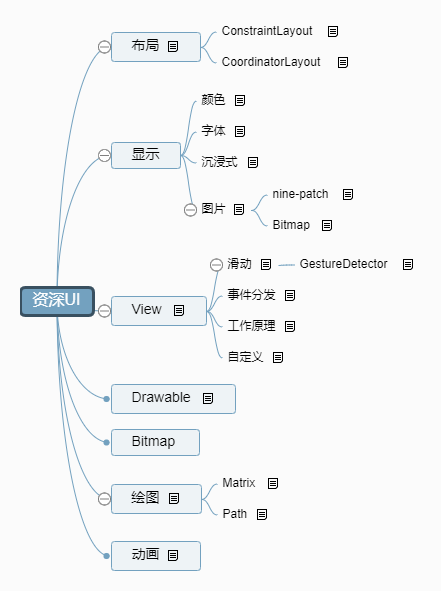 资深UI
布局
ConstraintLayout
CoordinatorLayout
显示
颜色
字体
沉浸式
图片
nine-patch
Bitmap
View
滑动
GestureDetector
事件分发
工作原理
自定义
Drawable
Bitmap
绘图
Matrix
Path
动画